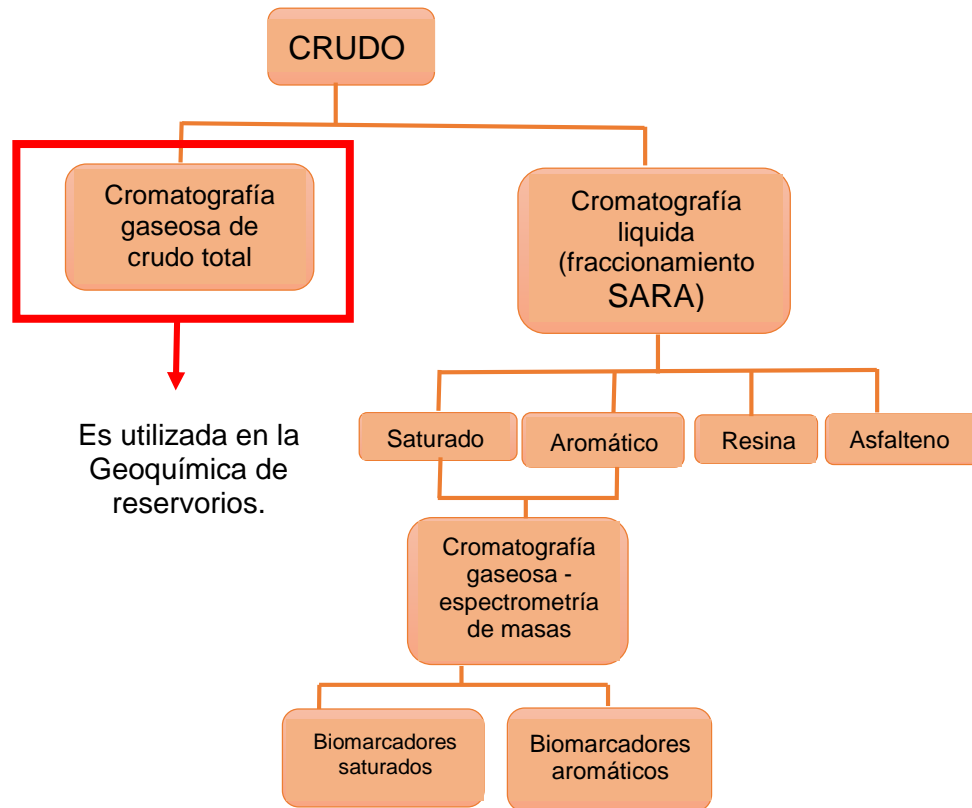 CRUDO
Cromatografía
gaseosa de
crudo total
Cromatografía
liquida
(fraccionamiento
SARA)
Es utilizada en la
Geoquímica de
reservorios.
Saturado
Aromático
Resina
Asfalteno
Cromatografía
gaseosa -
espectrometría
de masas
Biomarcadores
saturados
Biomarcadores
aromáticos